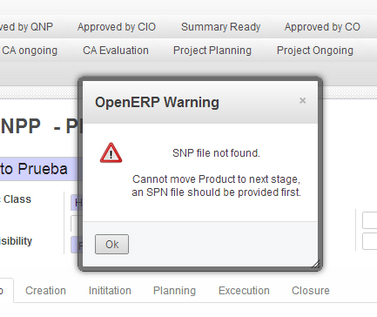 ved by QNP Approved by CIO Summary Ready Approved by CO
CA ongoing CA Evaluation Project Planning Project Ongoing
OpenERP Warning ×
NPP - P
SNP file not found.
to Prueba
Cannot move Product to next stage,
an SPN file should be provided first.
Class
sibility
Ok
Creation Inititation Planning Excecution Closure